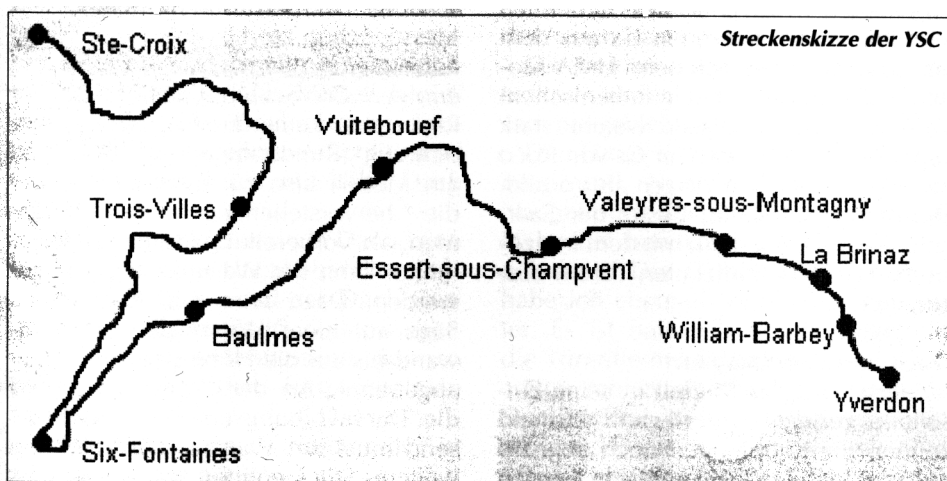 Streckenskizze der YSC
Ste-Croix
Vuitebouef
Trois-Villes
Valeyres-sous-Montagny
Essert-sous-Champvent
La Brinaz
Baulmes
William-Barbey
Yverdon
Six-Fontaines